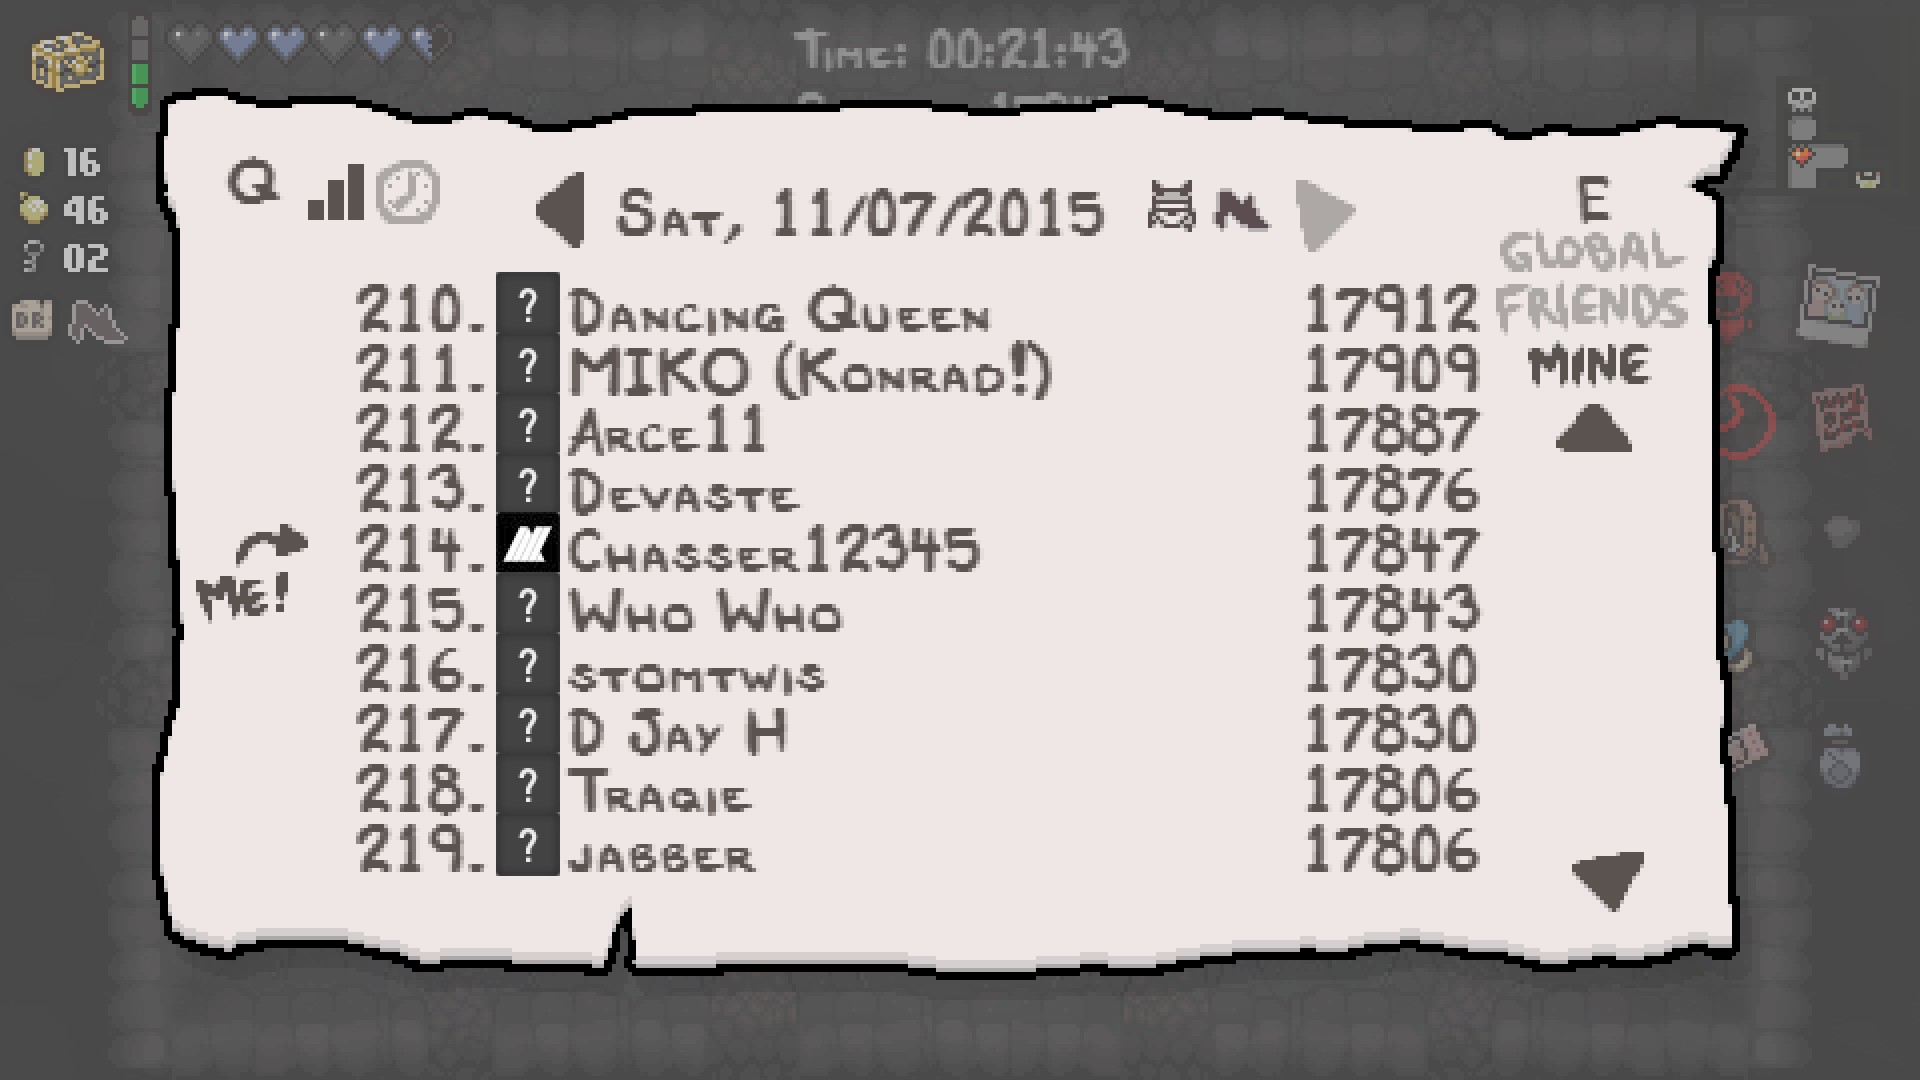 Time: 00:21:43
16
46
02
DR
Q
Sat, 11/07/2015
E
GLOBAL
FRIENDS
MINE
210. ? Dancing Queen 17912
211. ? MIKO (Konrad!) 17909
212. ? Arce11 17887
213. ? Devaste 17876
ME!
214. Chasser12345 17847
215. ? Who Who 17843
216. ? stomtwis 17830
217. ? D Jay H 17830
218. ? Traqie 17806
219. ? jabber 17806